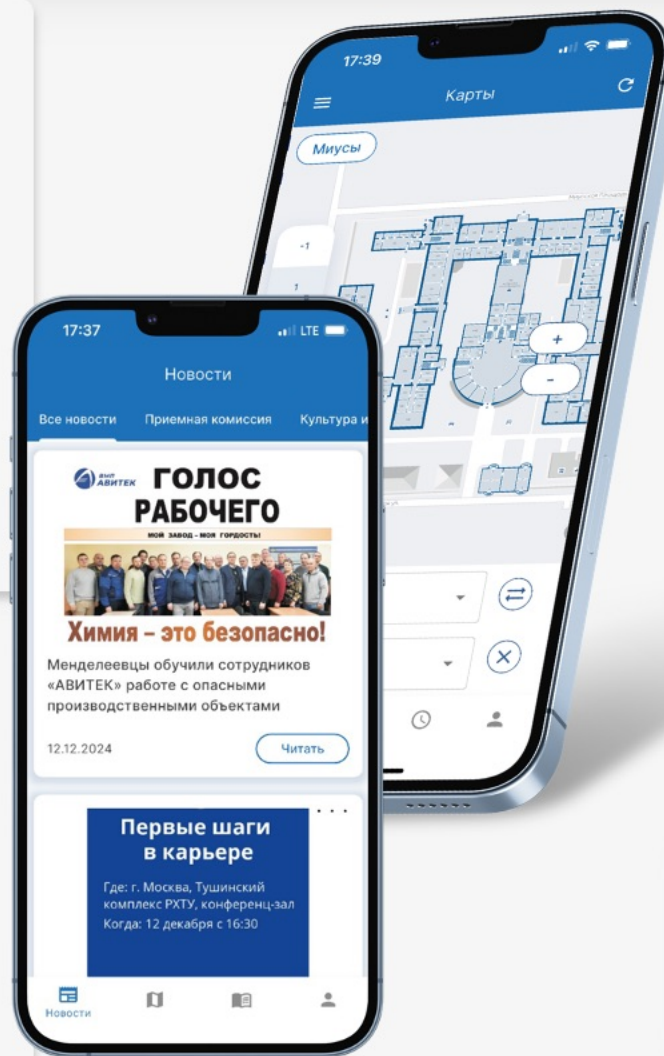 17:39
Карты
Миусы
-1
1
+
-
17:37
LTE
Новости
Все новости
Приемная комиссия
Культура и
ВМП
АВИТЕК
ГОЛОС
РАБОЧЕГО
МОЙ ЗАВОД - МОЯ ГОРДОСТЬ!
Химия – это безопасно!
Менделеевцы обучили сотрудников
«АВИТЕК» работе с опасными
производственными объектами
12.12.2024
Читать
Первые шаги
в карьере
Где: г. Москва, Тушинский
комплекс РХТУ, конференц-зал
Когда: 12 декабря с 16:30
Новости